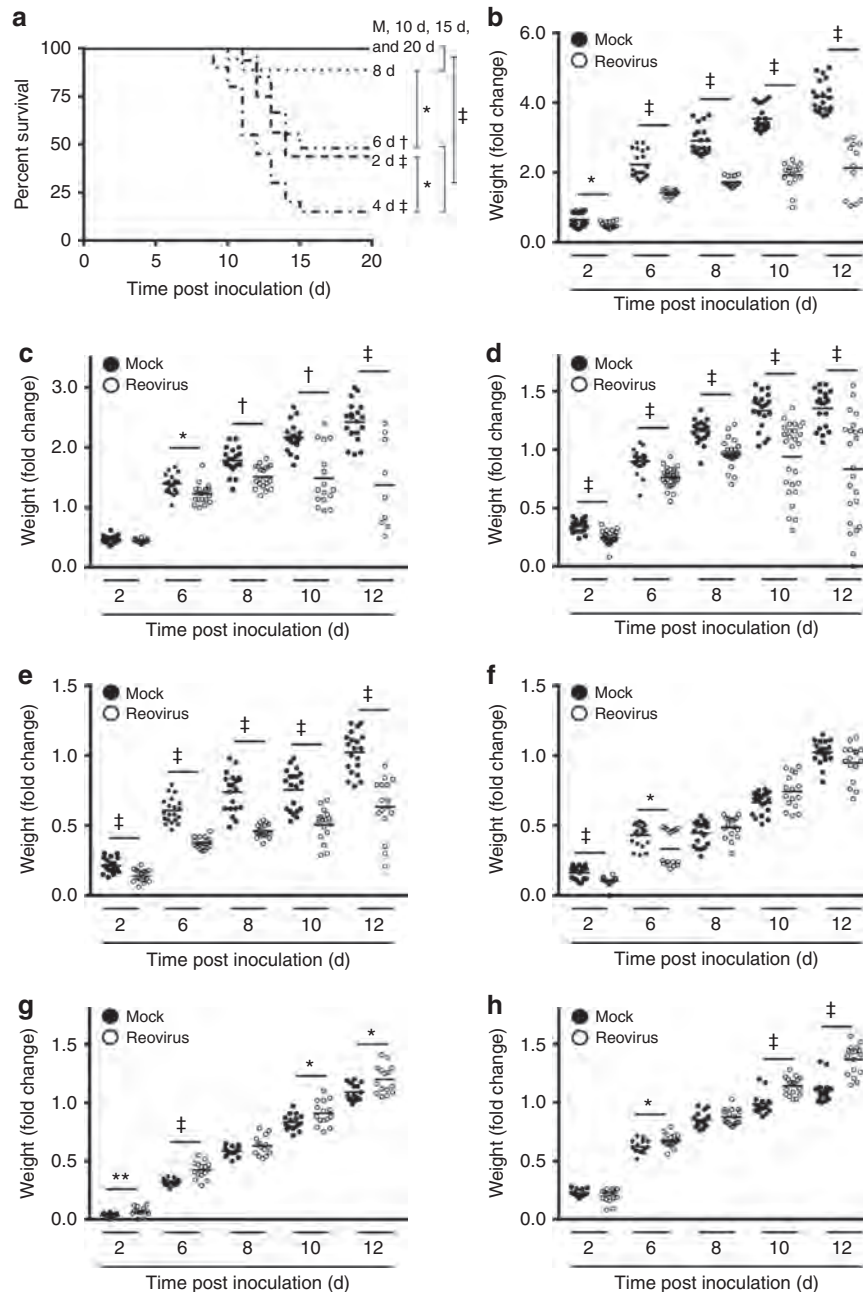 a
M, 10 d, 15 d,
and 20 d
8 d
6 d †
2 d ‡
4 d ‡
*
*
‡
100
75
50
25
0
Percent survival
0 5 10 15 20
Time post inoculation (d)
b
Mock
Reovirus
6.0
4.0
2.0
0.0
Weight (fold change)
* ‡ ‡ ‡ ‡
2 6 8 10 12
Time post inoculation (d)
c
Mock
Reovirus
3.0
2.0
1.0
0.0
Weight (fold change)
* † † ‡
2 6 8 10 12
Time post inoculation (d)
d
Mock
Reovirus
1.5
1.0
0.5
0.0
Weight (fold change)
‡ ‡ ‡ ‡ ‡
2 6 8 10 12
Time post inoculation (d)
e
Mock
Reovirus
1.5
1.0
0.5
0.0
Weight (fold change)
‡ ‡ ‡ ‡ ‡
2 6 8 10 12
Time post inoculation (d)
f
Mock
Reovirus
1.5
1.0
0.5
0.0
Weight (fold change)
‡ *
2 6 8 10 12
Time post inoculation (d)
g
Mock
Reovirus
1.5
1.0
0.5
0.0
Weight (fold change)
** ‡ * *
2 6 8 10 12
Time post inoculation (d)
h
Mock
Reovirus
1.5
1.0
0.5
0.0
Weight (fold change)
* ‡ ‡
2 6 8 10 12
Time post inoculation (d)